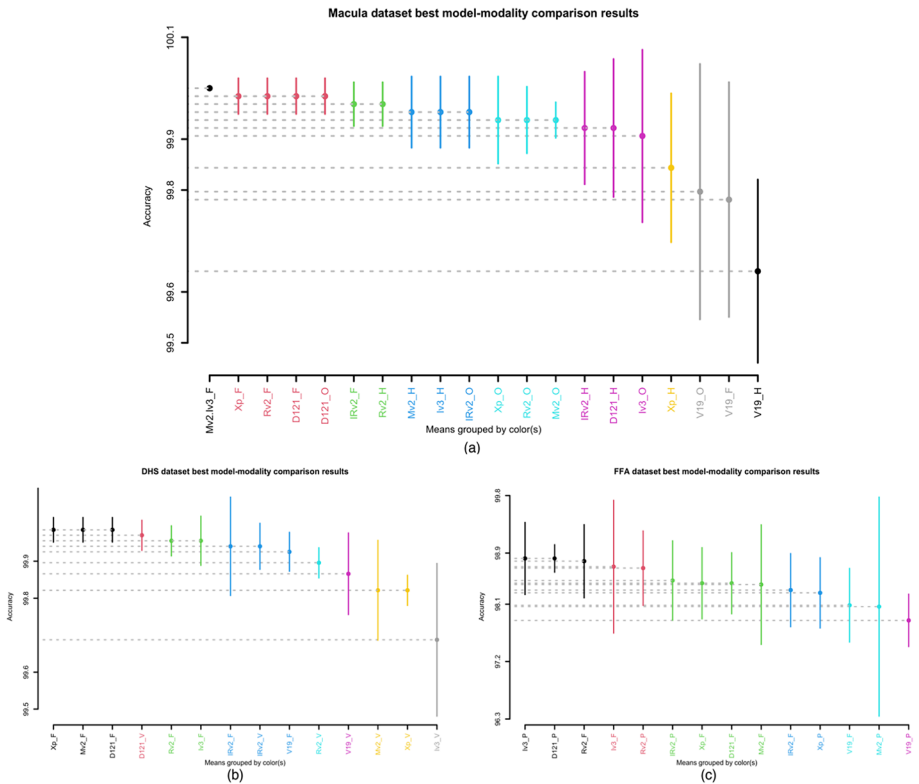 Macula dataset best model-modality comparison results
100.1
99.9
99.8
99.6
99.5
Accuracy
Mv2.Iv3_F
Xp_F
Rv2_F
D121_F
D121_O
IRv2_F
Rv2_H
Mv2_H
Iv3_H
IRv2_O
Xp_O
Rv2_O
Mv2_O
IRv2_H
D121_H
Iv3_O
Xp_H
V19_O
V19_F
V19_H
Means grouped by color(s)
(a)
DHS dataset best model-modality comparison results
99.9
99.8
99.6
99.5
Accuracy
Xp_F
Mv2_F
D121_F
D121_V
Rv2_F
Iv3_F
IRv2_F
IRv2_V
V19_F
Rv2_V
V19_V
Mv2_V
Xp_V
Iv3_V
Means grouped by color(s)
(b)
FFA dataset best model-modality comparison results
99.8
98.9
98.1
97.2
96.3
Accuracy
Iv3_P
D121_P
Rv2_F
Iv3_F
Rv2_P
IRv2_P
Xp_F
D121_F
Mv2_F
IRv2_F
Xp_P
V19_F
Mv2_P
V19_P
Means grouped by color(s)
(c)